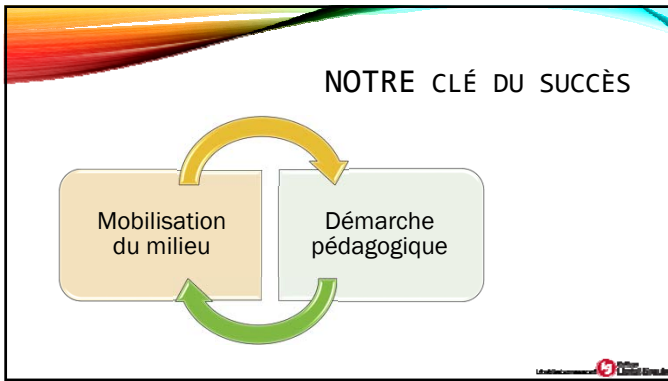 NOTRE CLÉ DU SUCCÈS
Mobilisation
du milieu
Démarche
pédagogique